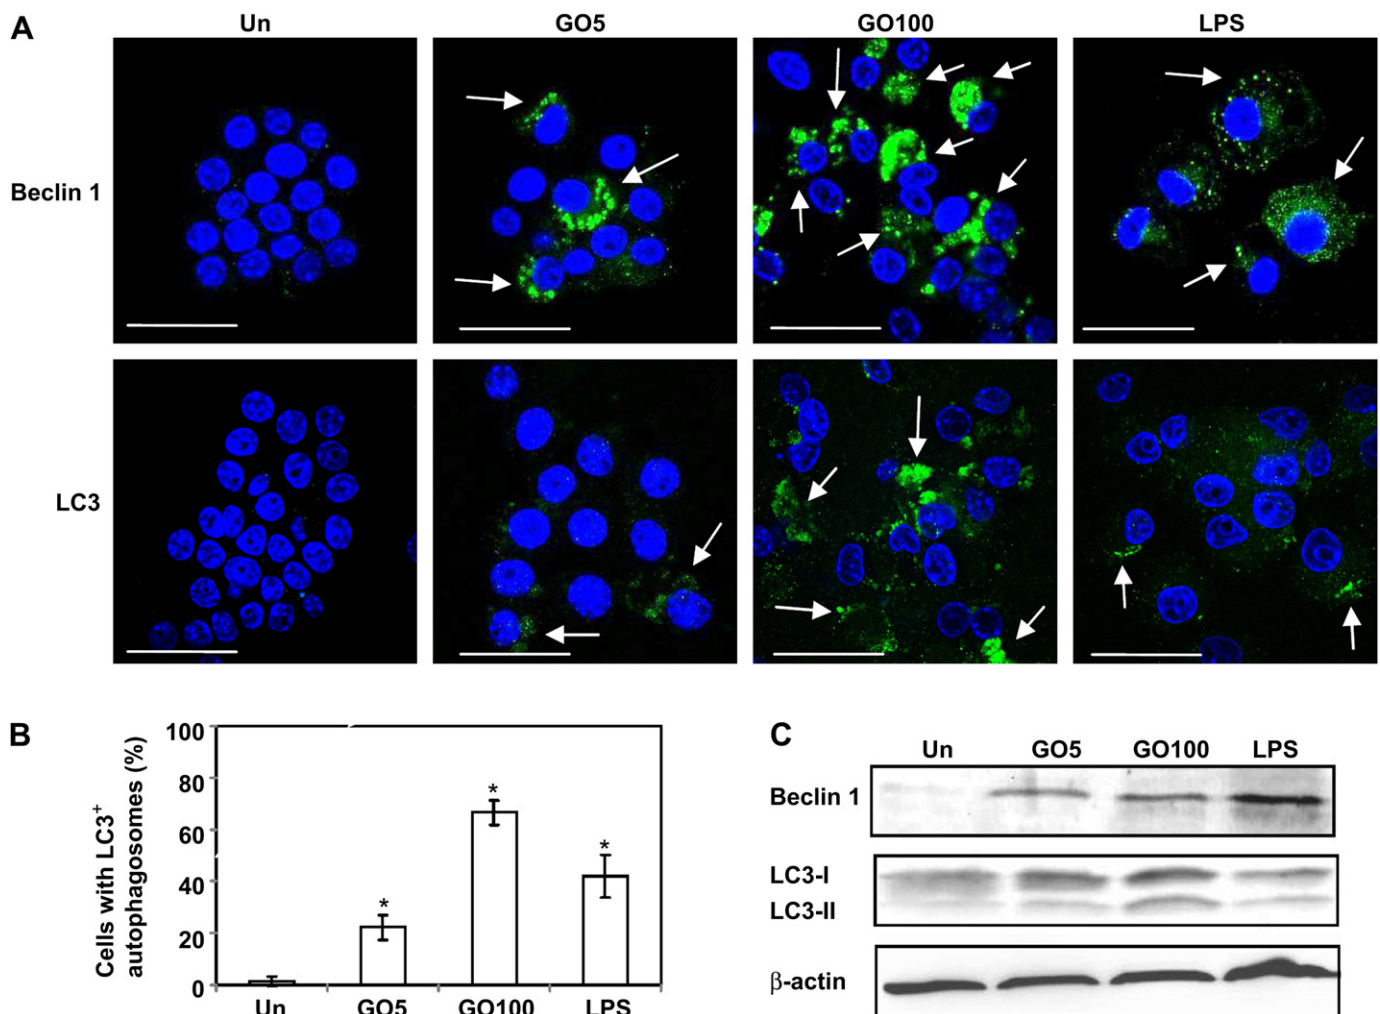 A
Un GO5 GO100 LPS
Beclin 1
LC3
B
Cells with LC3+
autophagosomes (%)
100
80
60
40
20
0
* * *
Un GO5 GO100 LPS
C
Un GO5 GO100 LPS
Beclin 1
LC3-I
LC3-II
β-actin